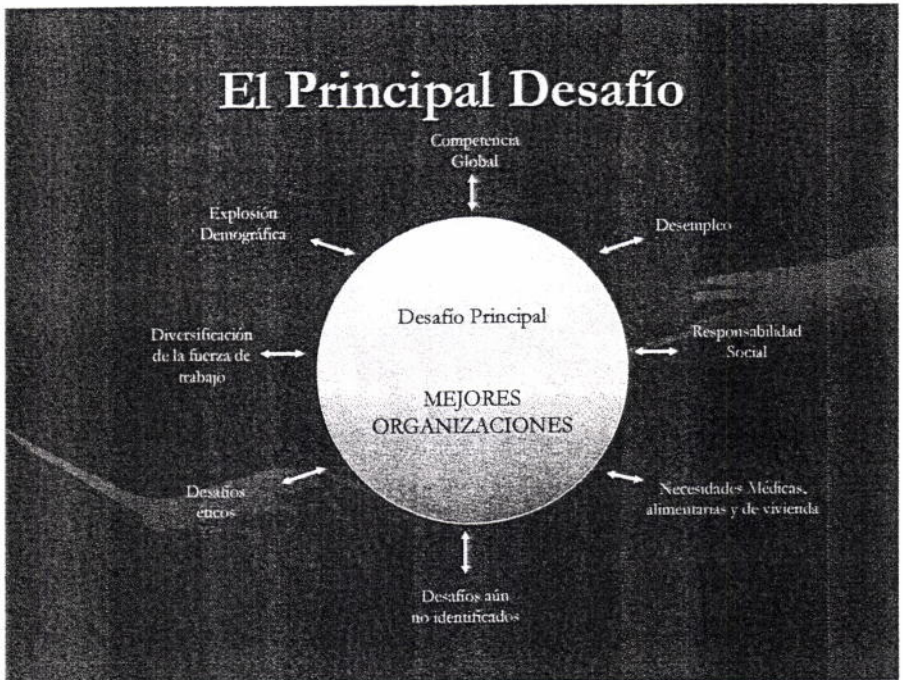 El Principal Desafío
Competencia
Global
Explosión
Demográfica
Desempleo
Desafío Principal
Diversificación
de la fuerza de
trabajo
Responsabilidad
Social
MEJORES
ORGANIZACIONES
Desafíos
eticos
Necesidades Médicas,
alimentarias y de vivienda
Desafíos aún
no identificados